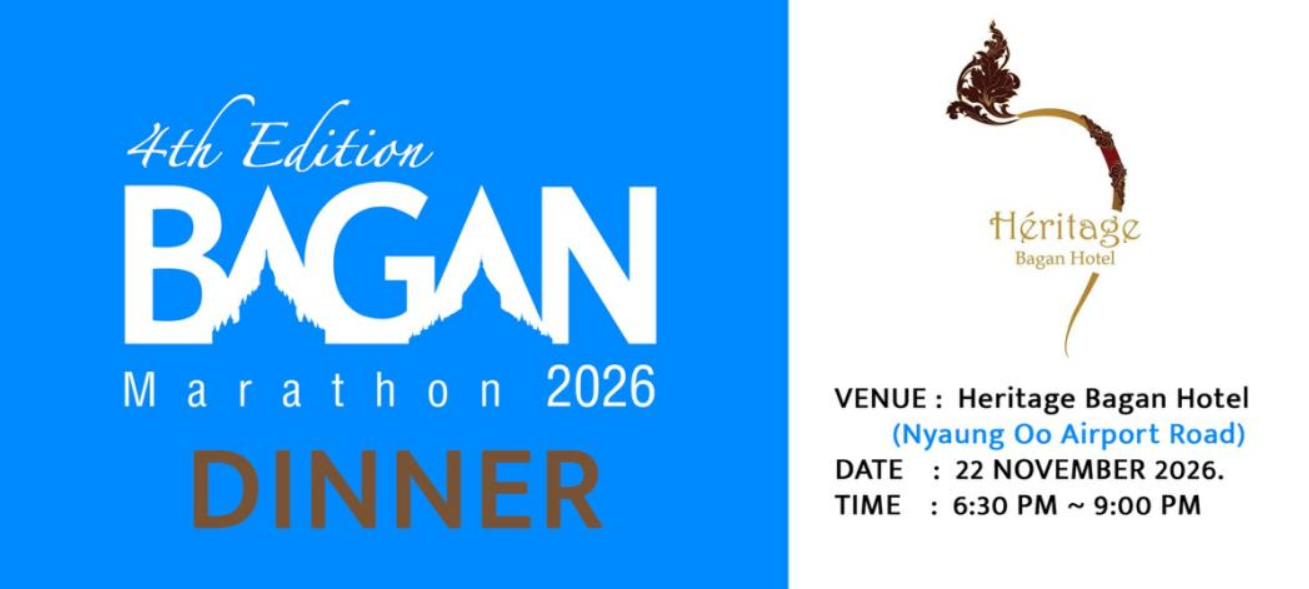 4th Edition
BAGAN
Marathon 2026
DINNER
Héritage
Bagan Hotel
VENUE : Heritage Bagan Hotel
(Nyaung Oo Airport Road)
DATE : 22 NOVEMBER 2026.
TIME : 6:30 PM ~ 9:00 PM